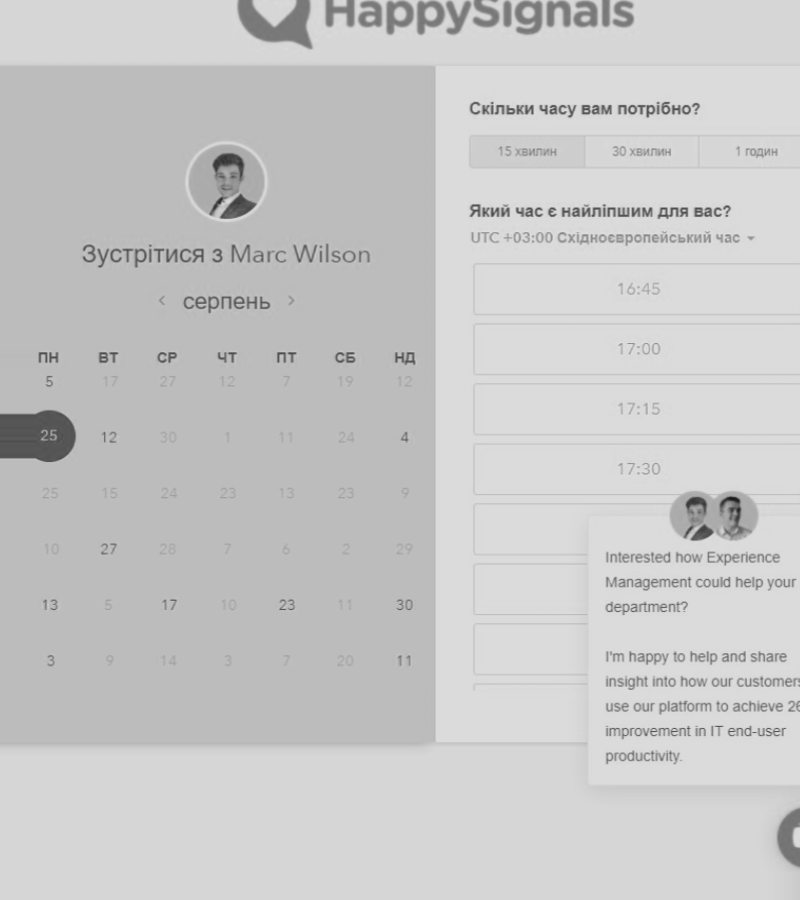 HappySignals
Зустрітися з Marc Wilson
серпень
ПН ВТ СР ЧТ ПТ СБ НД
5 17 27 12 7 19 12
25 12 30 1 11 24 4
25 15 24 23 13 23 9
10 27 28 7 6 2 29
13 5 17 10 23 11 30
3 9 14 3 7 20 11
Скільки часу вам потрібно?
15 хвилин 30 хвилин 1 годин
Який час є найліпшим для вас?
UTC +03:00 Східноєвропейський час
16:45
17:00
17:15
17:30
Interested how Experience
Management could help your
department?
I'm happy to help and share
insight into how our customers
use our platform to achieve 26
improvement in IT end-user
productivity.